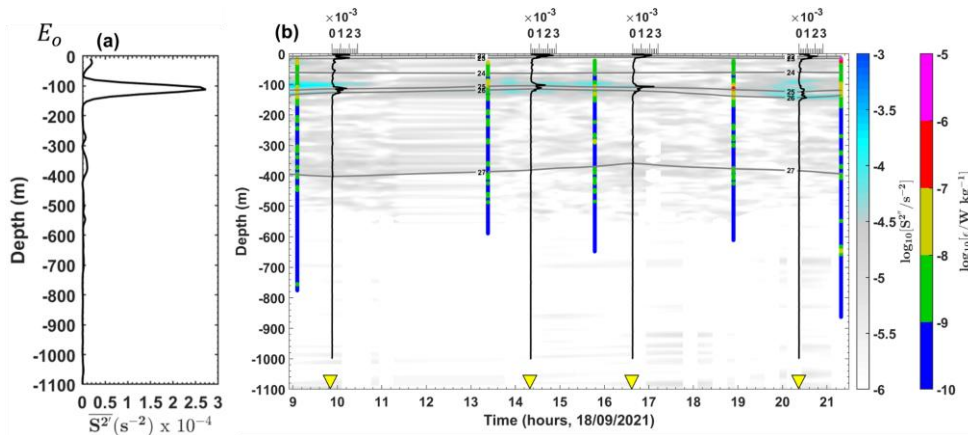 E_o (a)
(b)
×10^-3 ×10^-3 ×10^-3 ×10^-3
0123 0123 0123 0123
0
-100
-200
-300
-400
-500
-600
-700
-800
-900
-1000
-1100
Depth (m)
0 0.5 1 1.5 2 2.5 3
S^2'(s^-2) x 10^-4
0
-100
-200
-300
-400
-500
-600
-700
-800
-900
-1000
-1100
Depth (m)
24 25 26 27
24 25 26 27
9 10 11 12 13 14 15 16 17 18 19 20 21
Time (hours, 18/09/2021)
-3
-3.5
-4
-4.5
-5
-5.5
-6
log10[S^2'/s^-2]
-5
-6
-7
-8
-9
-10
log10[ε/W kg^-1]